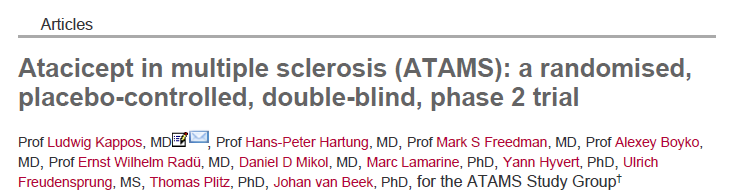 Articles
Atacicept in multiple sclerosis (ATAMS): a randomised,
placebo-controlled, double-blind, phase 2 trial
Prof Ludwig Kappos, MD, Prof Hans-Peter Hartung, MD, Prof Mark S Freedman, MD, Prof Alexey Boyko,
MD, Prof Ernst Wilhelm Radü, MD, Daniel D Mikol, MD, Marc Lamarine, PhD, Yann Hyvert, PhD, Ulrich
Freudensprung, MS, Thomas Plitz, PhD, Johan van Beek, PhD, for the ATAMS Study Group†